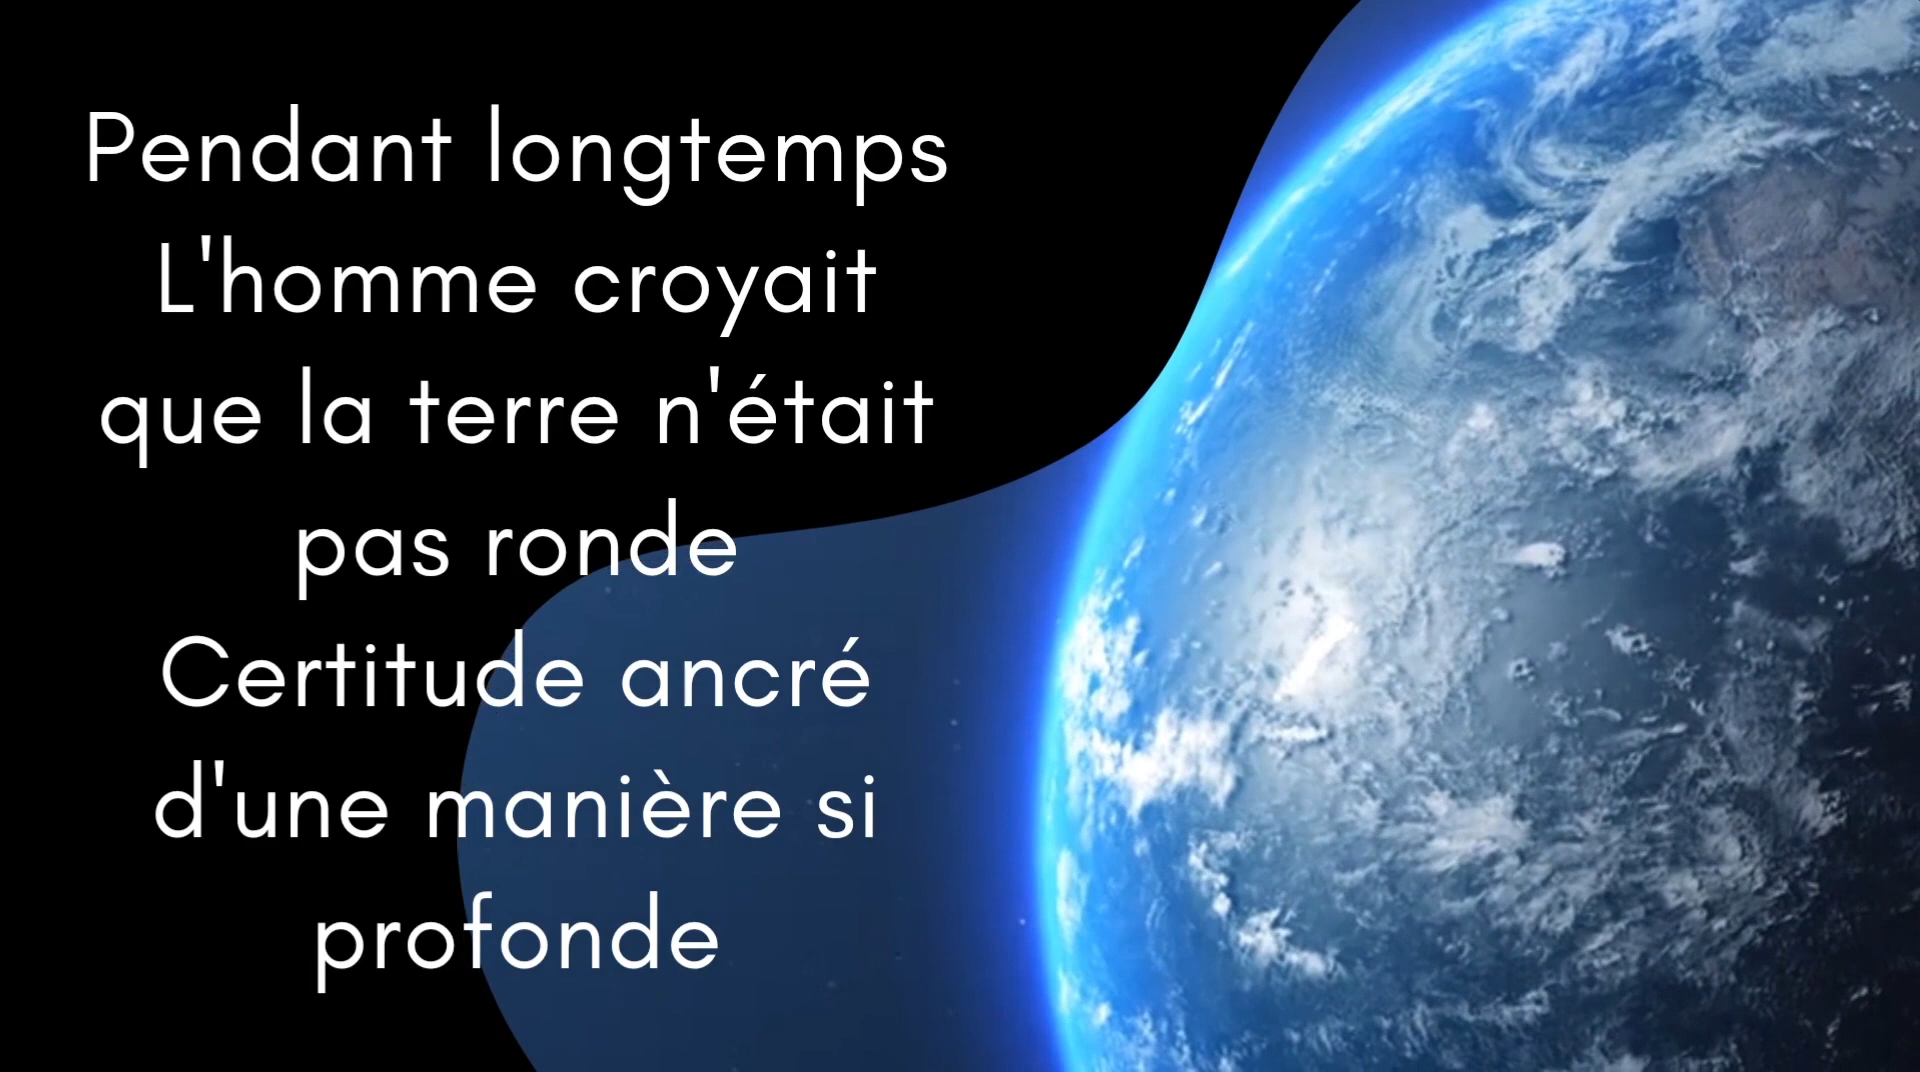 Pendant longtemps
L'homme croyait
que la terre n'était
pas ronde
Certitude ancré
d'une manière si
profonde